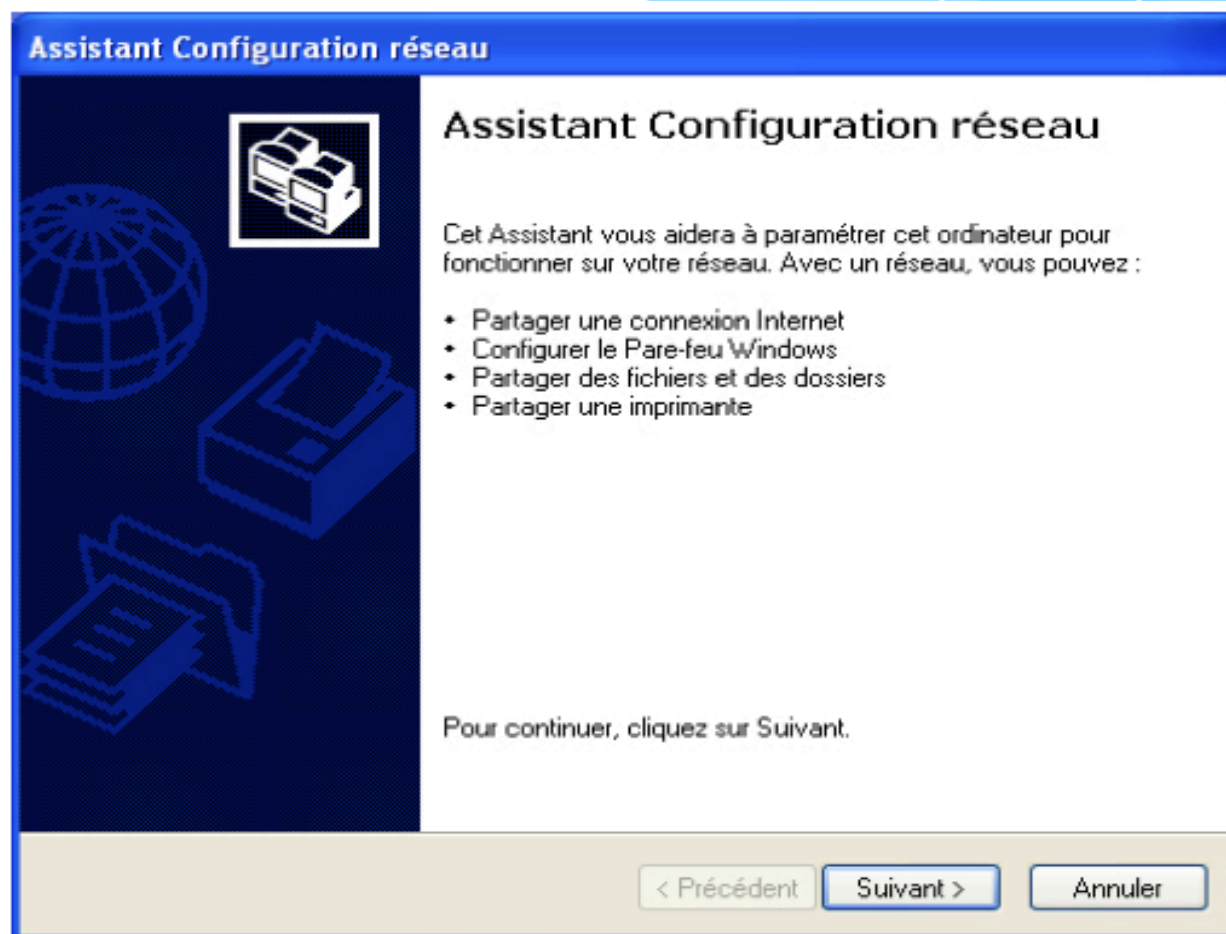 Assistant Configuration réseau
Assistant Configuration réseau
Cet Assistant vous aidera à paramétrer cet ordinateur pour
fonctionner sur votre réseau. Avec un réseau, vous pouvez :
• Partager une connexion Internet
• Configurer le Pare-feu Windows
• Partager des fichiers et des dossiers
• Partager une imprimante
Pour continuer, cliquez sur Suivant.
< Précédent Suivant > Annuler